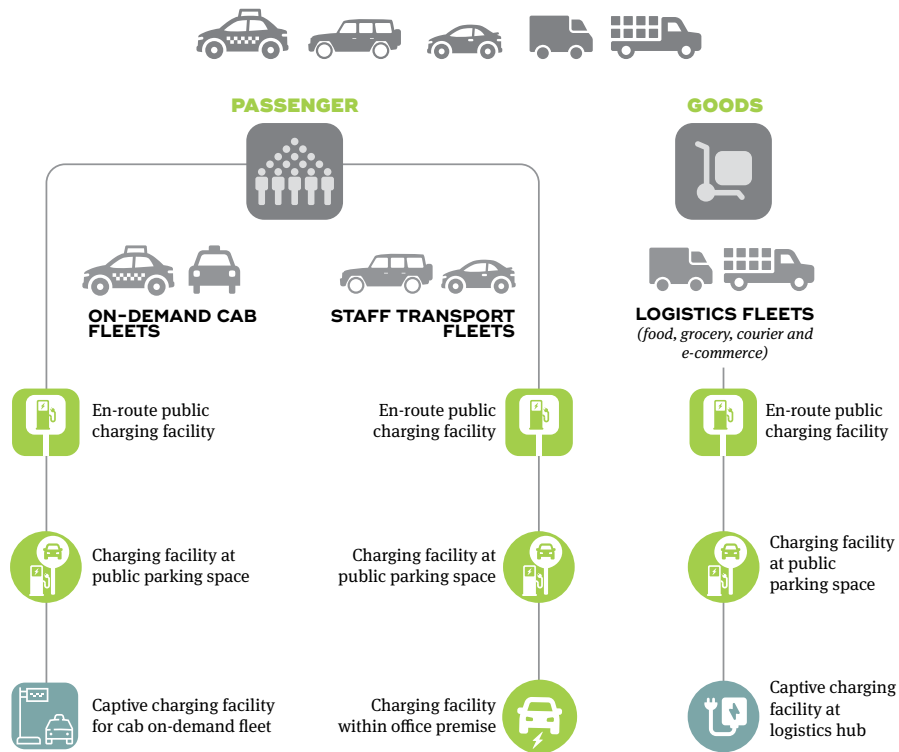 PASSENGER
GOODS
ON-DEMAND CAB
FLEETS
STAFF TRANSPORT
FLEETS
LOGISTICS FLEETS
(food, grocery, courier and
e-commerce)
En-route public
charging facility
En-route public
charging facility
En-route public
charging facility
Charging facility at
public parking space
Charging facility at
public parking space
Charging facility
at public
parking space
Captive charging facility
for cab on-demand fleet
Charging facility
within office premise
Captive charging
facility at
logistics hub